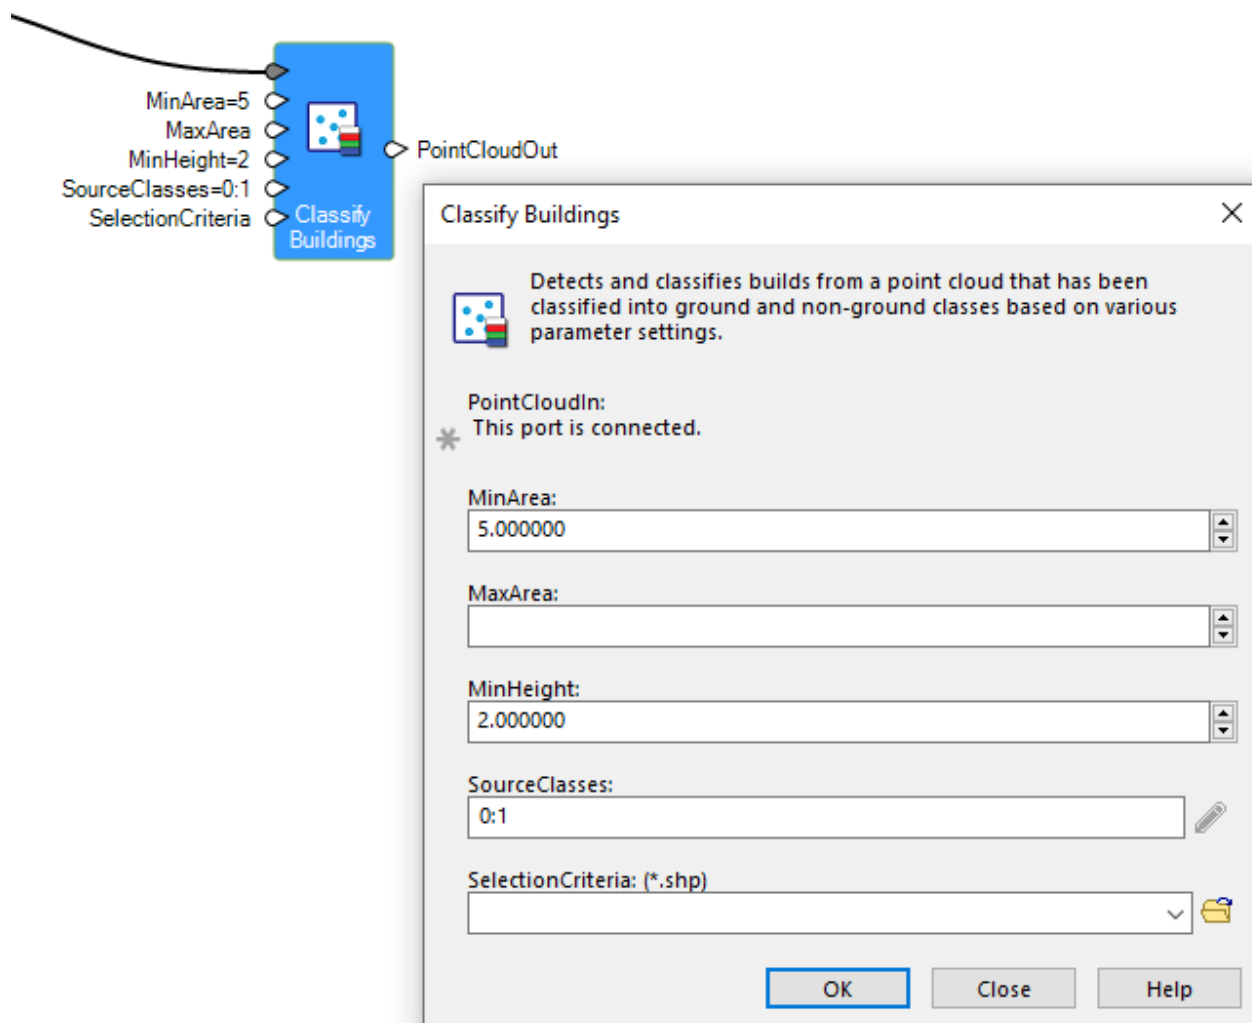 MinArea=5
MaxArea
MinHeight=2
SourceClasses=0:1
SelectionCriteria
Classify
Buildings
PointCloudOut
Classify Buildings
Detects and classifies builds from a point cloud that has been
classified into ground and non-ground classes based on various
parameter settings.
PointCloudIn:
This port is connected.
MinArea:
5.000000
MaxArea:
MinHeight:
2.000000
SourceClasses:
0:1
SelectionCriteria: (*.shp)
OK
Close
Help